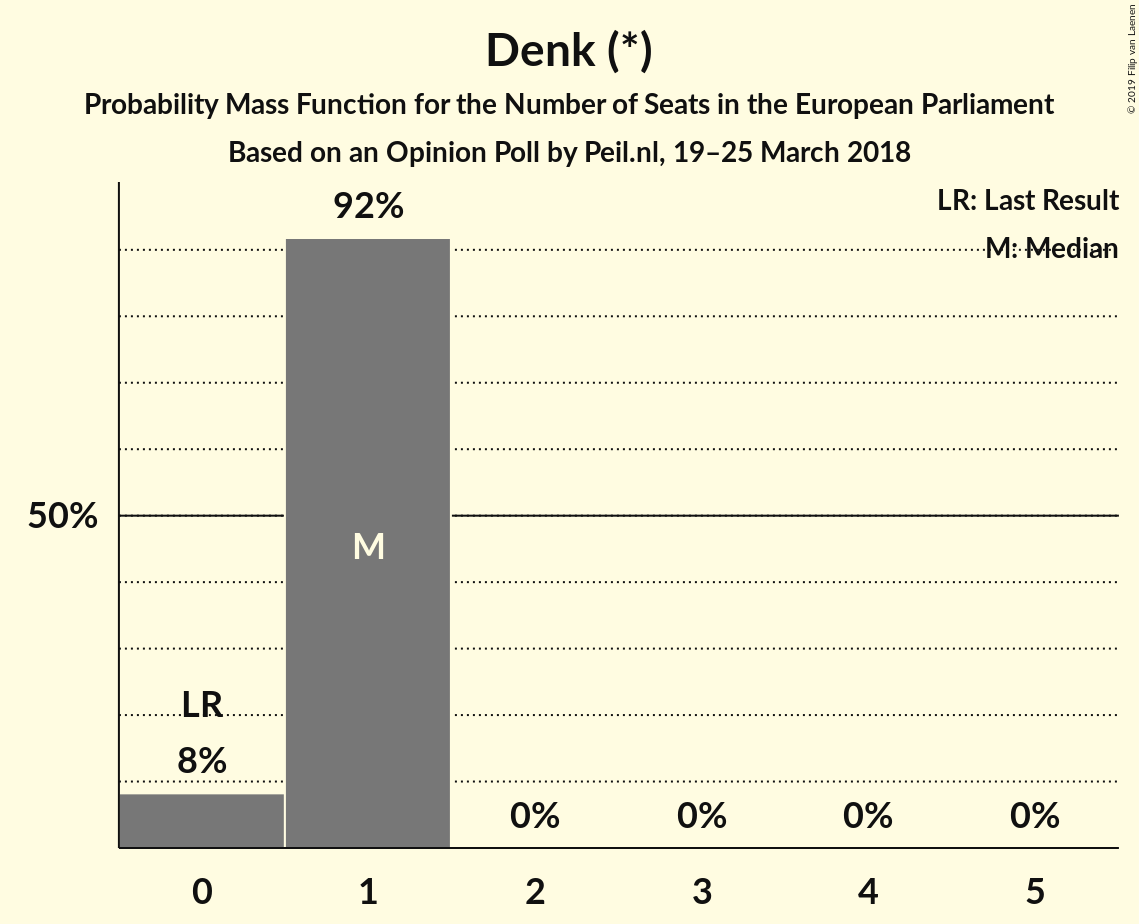 Denk (*)
Probability Mass Function for the Number of Seats in the European Parliament
Based on an Opinion Poll by Peil.nl, 19–25 March 2018
© 2019 Filip van Laenen
LR: Last Result
M: Median
92%
50%
M
LR
8%
0%
0%
0%
0%
0 1 2 3 4 5